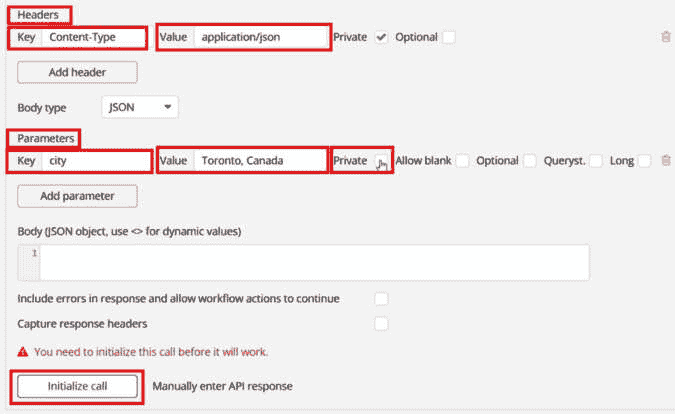 Headers
Key Content-Type Value application/json Private Optional
Add header
Body type JSON
Parameters
Key city Value Toronto, Canada Private Allow blank Optional Queryst. Long
Add parameter
Body (JSON object, use <> for dynamic values)
1
Include errors in response and allow workflow actions to continue
Capture response headers
You need to initialize this call before it will work.
Initialize call Manually enter API response